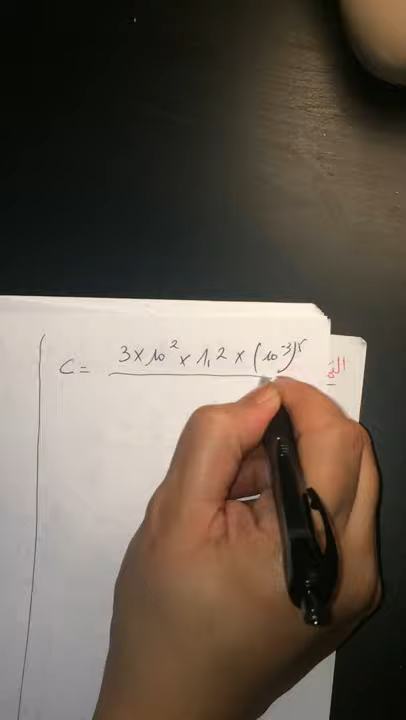 C = 3×10² × 1,2 × (10⁻³)⁵